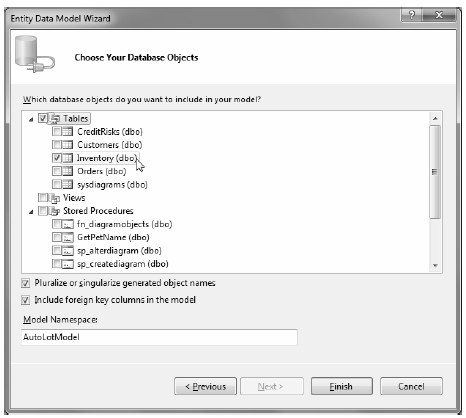 Entity Data Model Wizard
Choose Your Database Objects
Which database objects do you want to include in your model?
Tables
CreditRisks (dbo)
Customers (dbo)
Inventory (dbo)
Orders (dbo)
sysdiagrams (dbo)
Views
Stored Procedures
fn_diagramobjects (dbo)
GetPetName (dbo)
sp_alterdiagram (dbo)
sp_creatediagram (dbo)
Pluralize or singularize generated object names
Include foreign key columns in the model
Model Namespace:
AutoLotModel
< Previous
Next >
Finish
Cancel